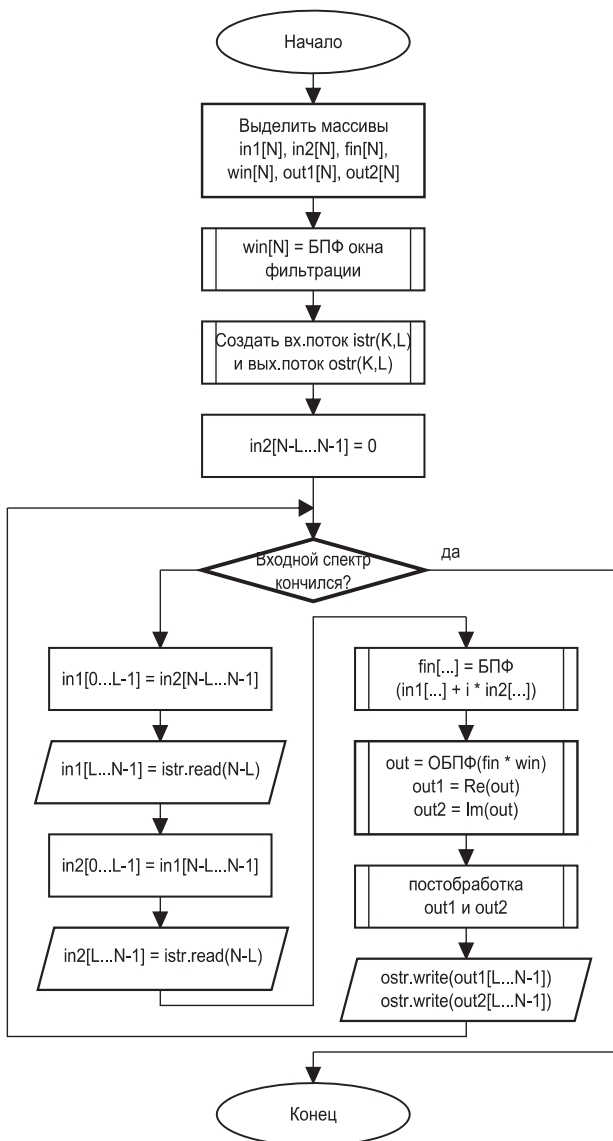 Начало
Выделить массивы
in1[N], in2[N], fin[N],
win[N], out1[N], out2[N]
win[N] = БПФ окна
фильтрации
Создать вх.поток istr(K,L)
и вых.поток ostr(K,L)
in2[N-L...N-1] = 0
Входной спектр
кончился?
да
in1[0...L-1] = in2[N-L...N-1]
in1[L...N-1] = istr.read(N-L)
in2[0...L-1] = in1[N-L...N-1]
in2[L...N-1] = istr.read(N-L)
fin[...] = БПФ
(in1[...] + i * in2[...])
out = ОБПФ(fin * win)
out1 = Re(out)
out2 = Im(out)
постобработка
out1 и out2
ostr.write(out1[L...N-1])
ostr.write(out2[L...N-1])
Конец